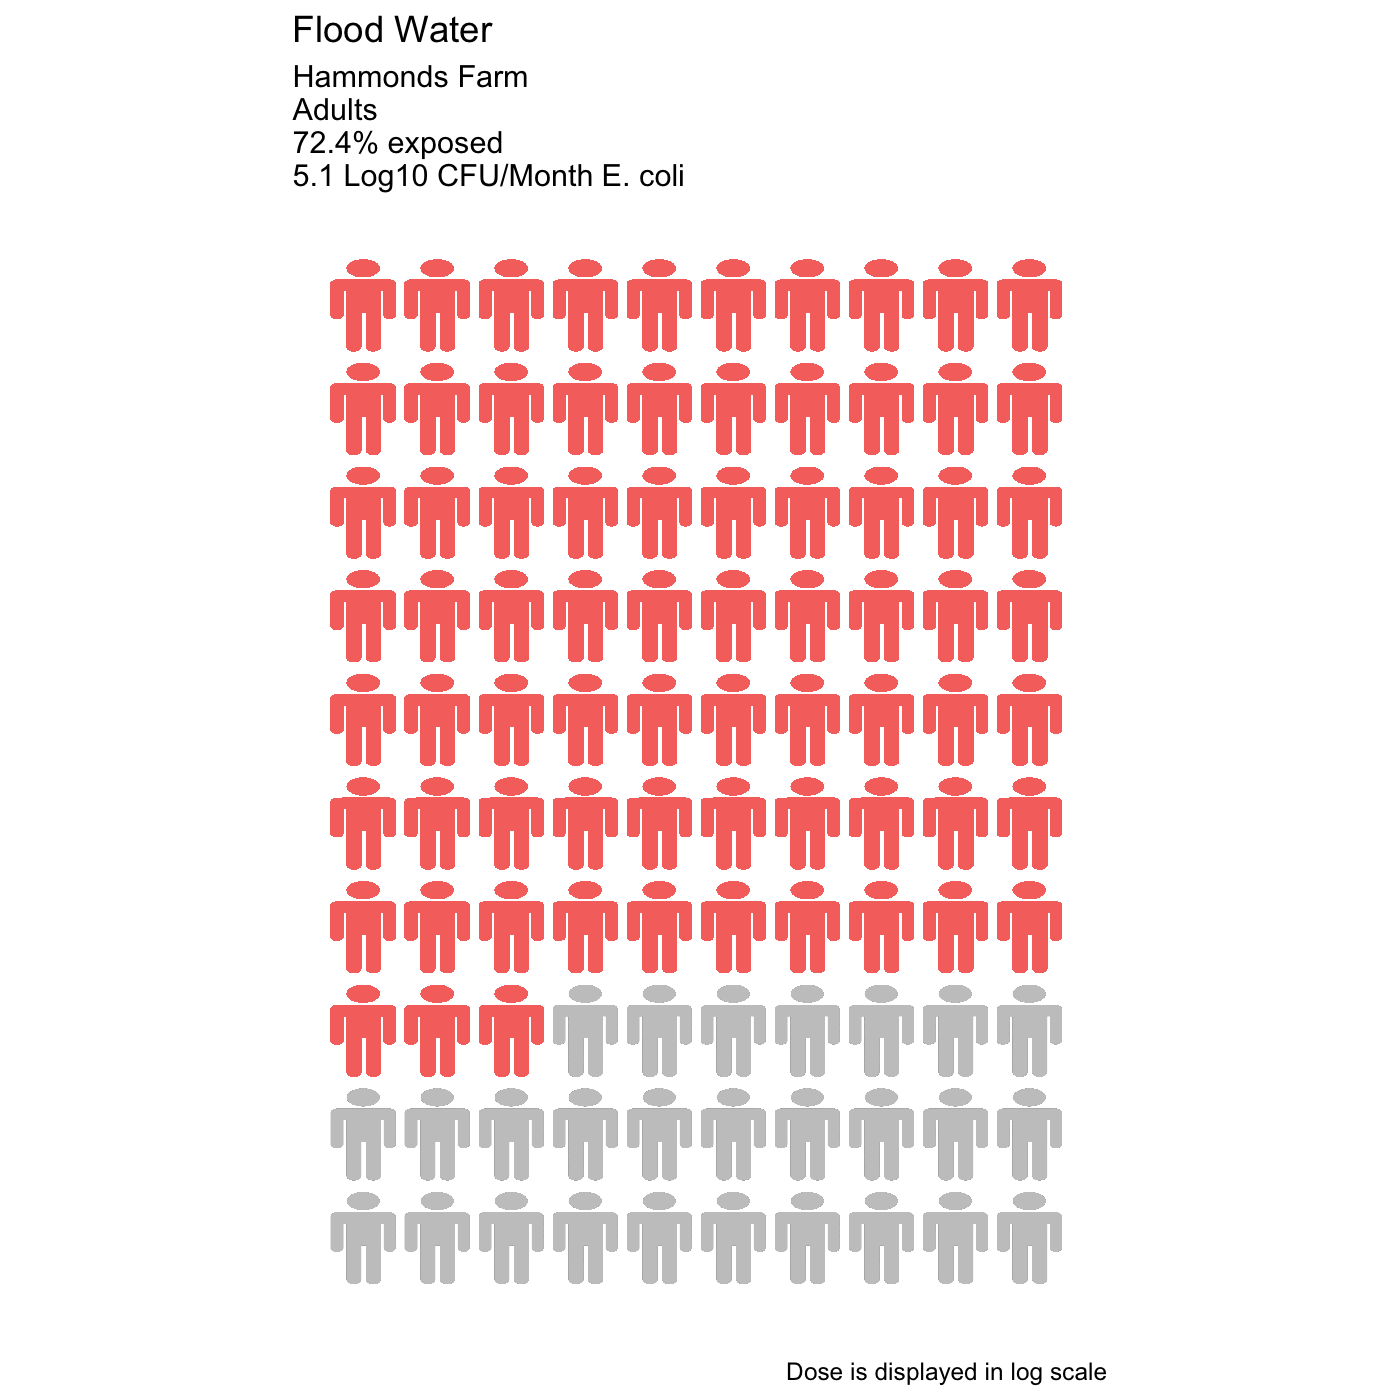 Flood Water
Hammonds Farm
Adults
72.4% exposed
5.1 Log10 CFU/Month E. coli
Dose is displayed in log scale